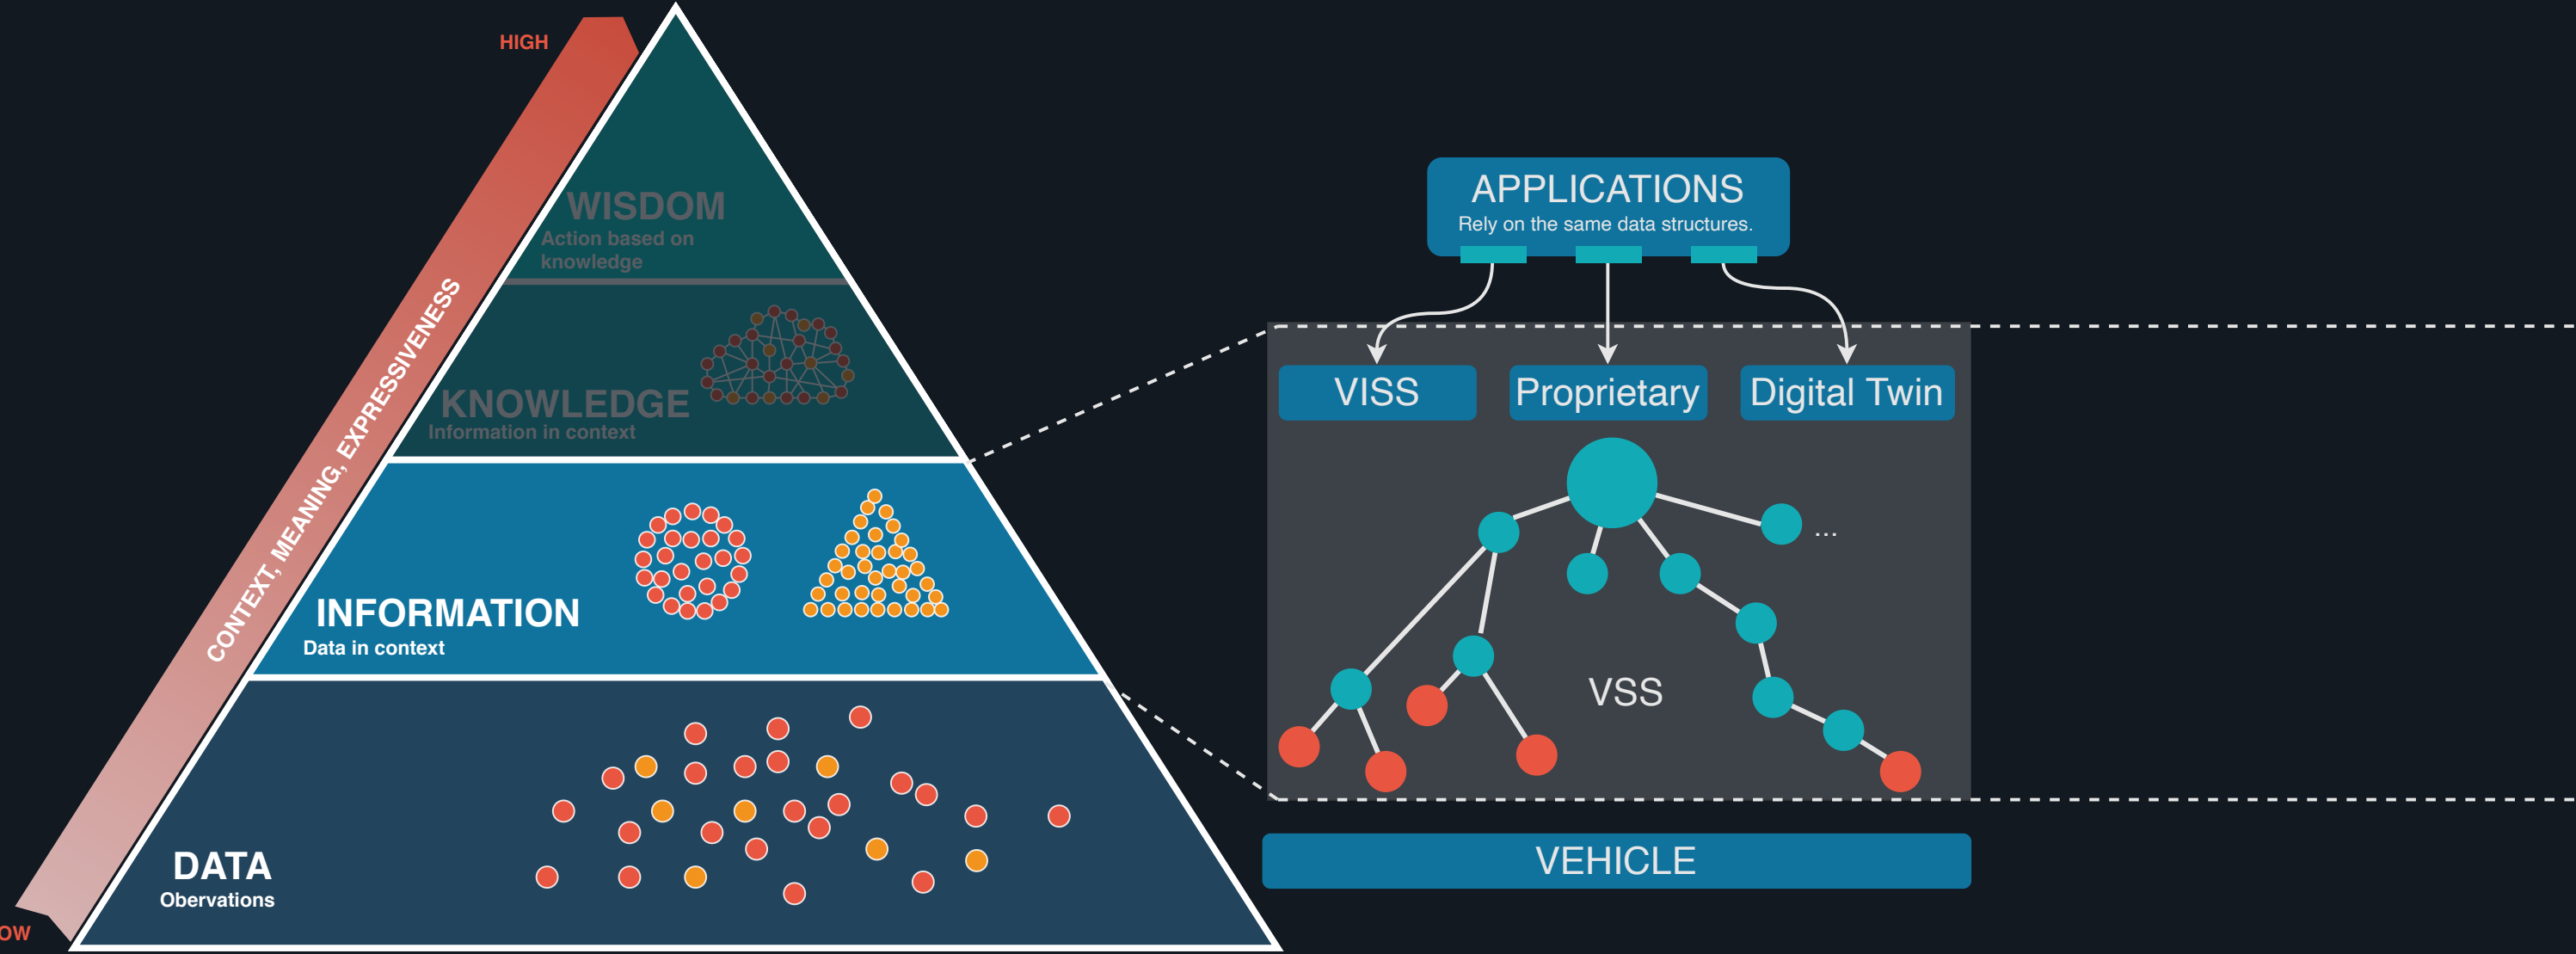 HIGH
WISDOM
Action based on
knowledge
KNOWLEDGE
Information in context
CONTEXT, MEANING, EXPRESSIVENESS
INFORMATION
Data in context
DATA
Obervations
OW
APPLICATIONS
Rely on the same data structures.
VISS
Proprietary
Digital Twin
...
VSS
VEHICLE